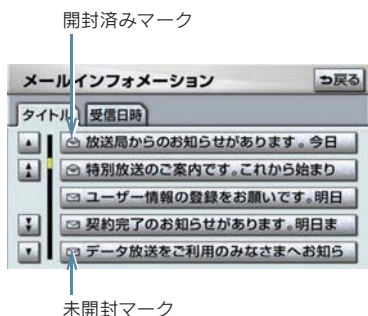 開封済みマーク
メールインフォメーション
戻る
タイトル
受信日時
放送局からのお知らせがあります。今日
特別放送のご案内です。これから始まり
ユーザー情報の登録をお願いです。明日
契約完了のお知らせがあります。明日ま
データ放送をご利用のみなさまへお知ら
未開封マーク